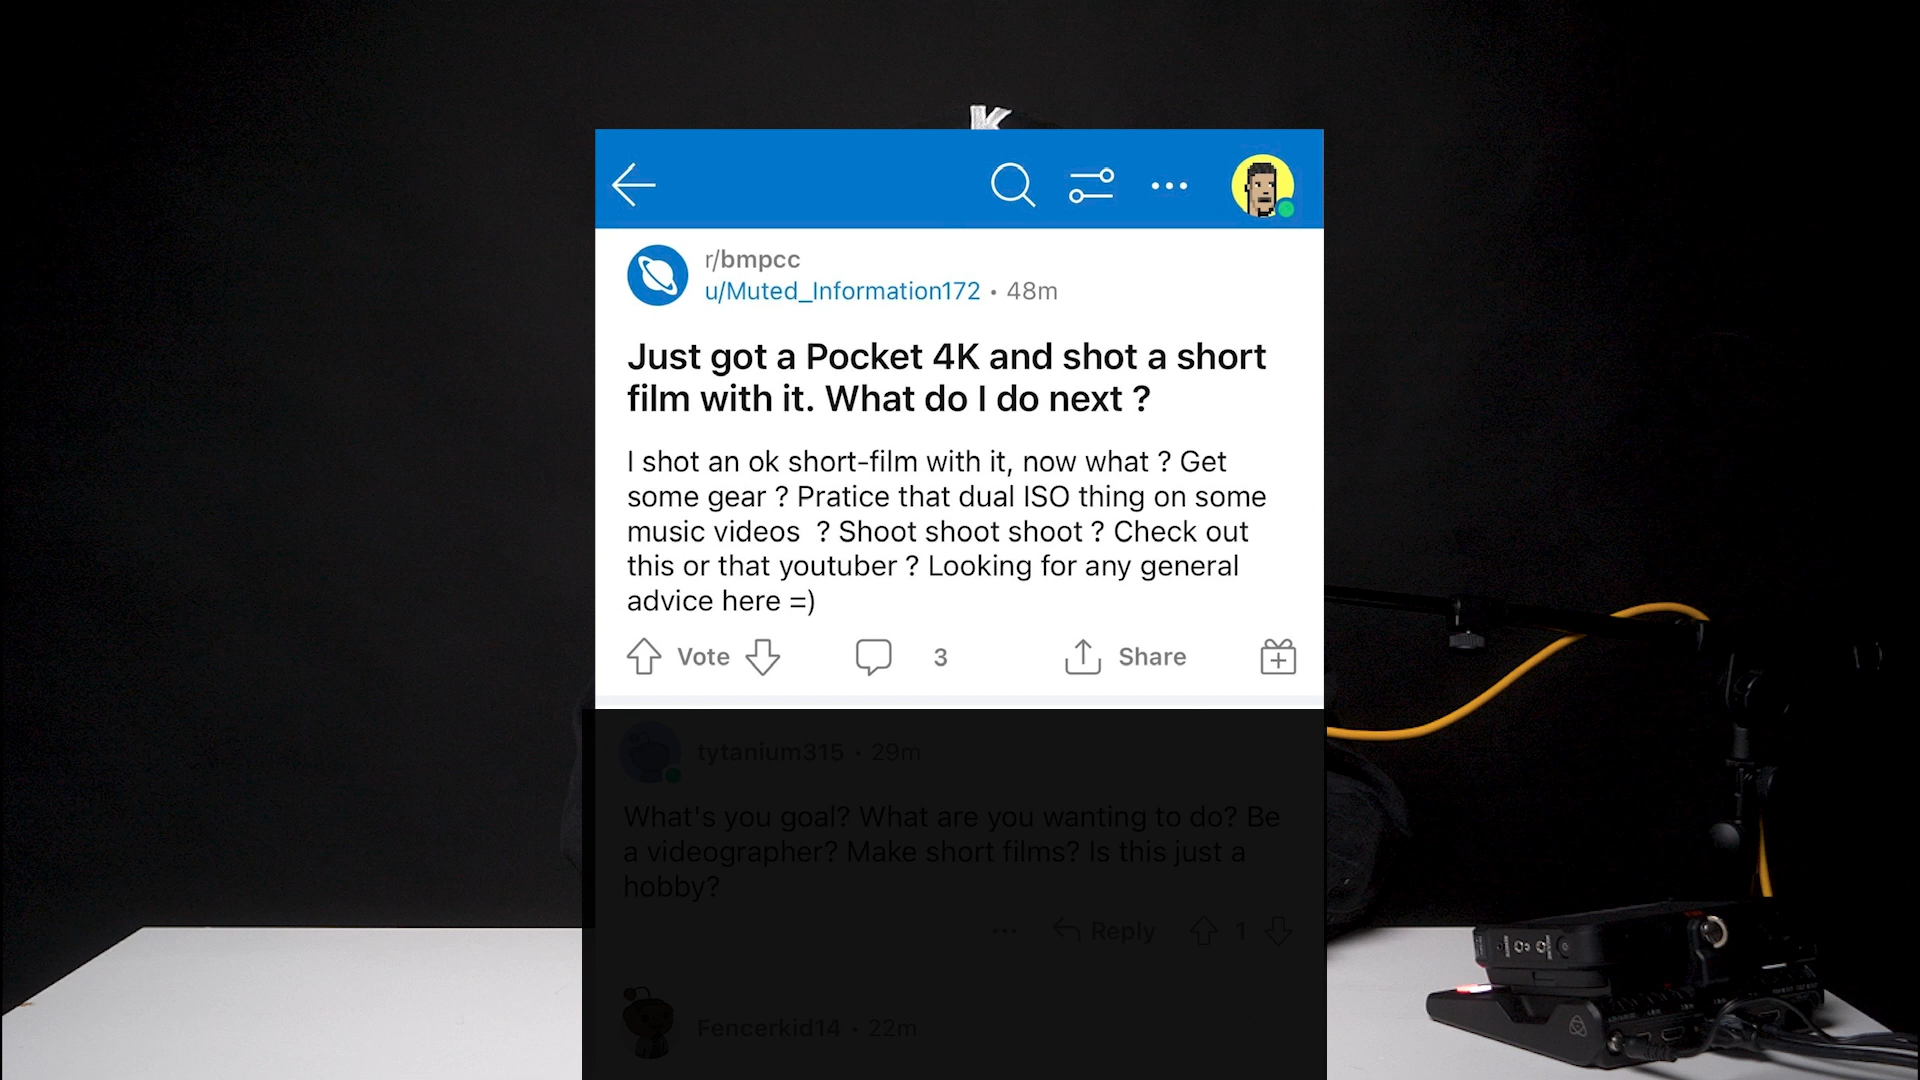 K
r/bmpcc
u/Muted_Information172 • 48m
Just got a Pocket 4K and shot a short
film with it. What do I do next ?
I shot an ok short-film with it, now what ? Get
some gear ? Pratice that dual ISO thing on some
music videos  ? Shoot shoot shoot ? Check out
this or that youtuber ? Looking for any general
advice here =)
Vote
3
Share
tytanium315 • 29m
What's you goal? What are you wanting to do? Be
a videographer? Make short films? Is this just a
hobby?
Reply
1
Fencerkid14 • 22m